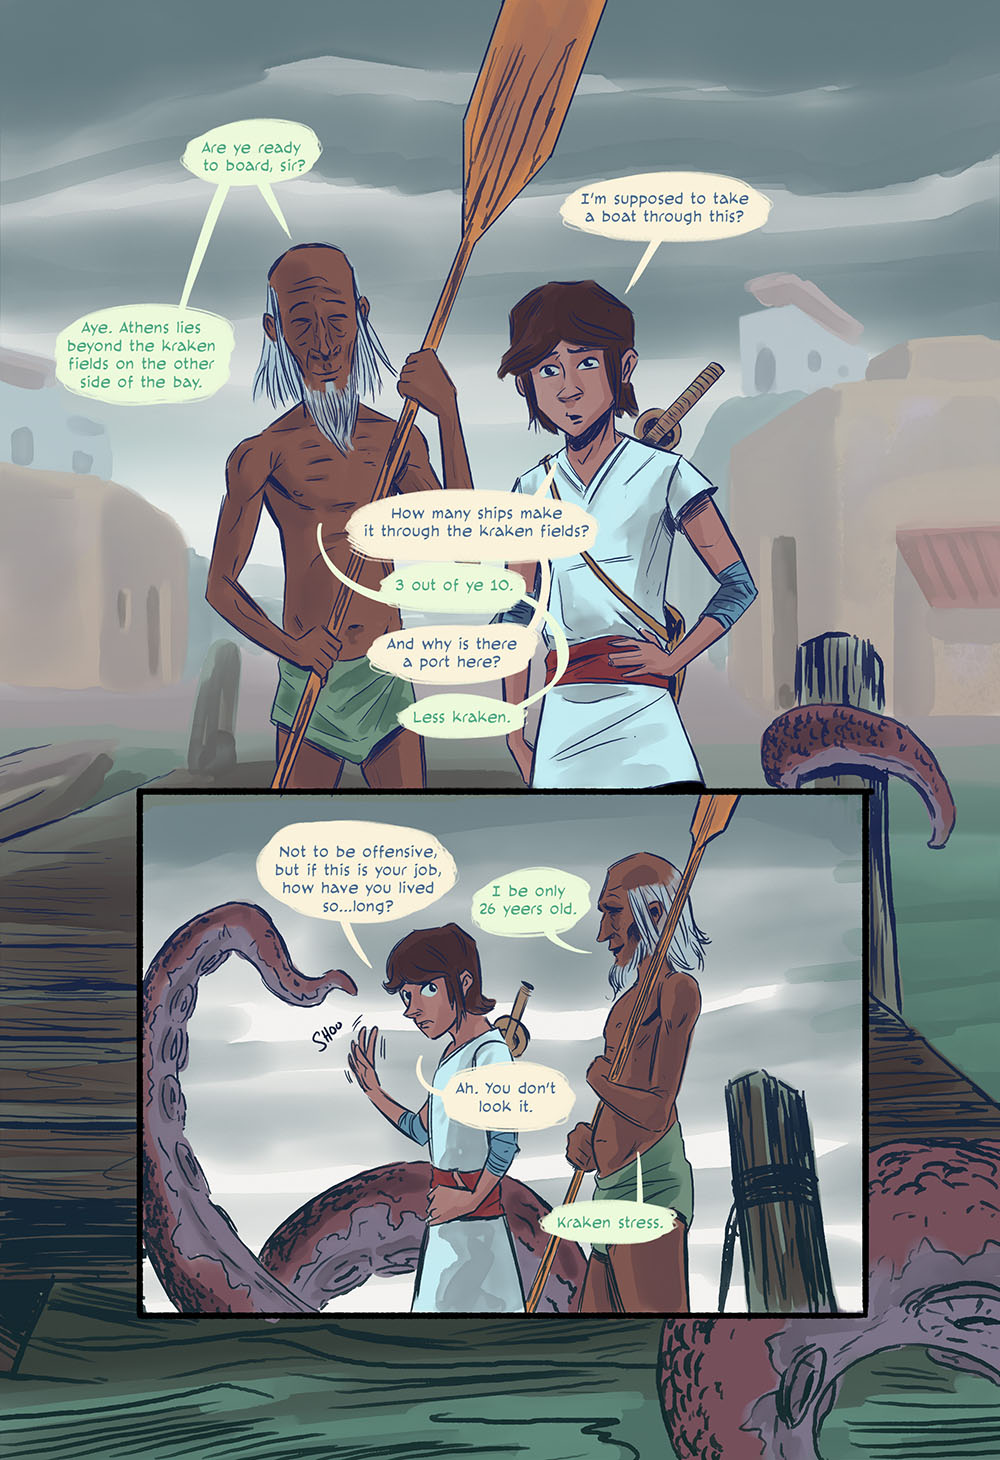 Are ye ready
to board, sir?
I'm supposed to take
a boat through this?
Aye. Athens lies
beyond the kraken
fields on the other
side of the bay.
How many ships make
it through the kraken fields?
3 out of ye 10.
And why is there
a port here?
Less kraken.
Not to be offensive,
but if this is your job,
how have you lived
so...long?
I be only
26 yeers old.
SHOO
Ah. You don't
look it.
Kraken stress.